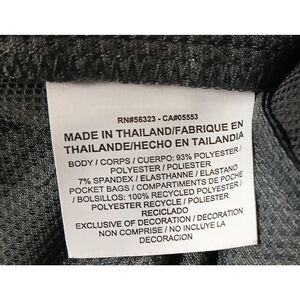 RN#56323 - CA#05553
MADE IN THAILAND/FABRIQUE EN
THAILANDE/HECHO EN TAILANDIA
BODY / CORPS / CUERPO: 93% POLYESTER /
POLYESTER / POLIESTER
7% SPANDEX / ELASTHANNE / ELASTANO
POCKET BAGS / COMPARTIMENTS DE POCHE
/ BOLSILLOS: 100% RECYCLED POLYESTER /
POLYESTER RECYCLE / POLIESTER
RECICLADO
EXCLUSIVE OF DECORATION / DECORATION
NON COMPRISE / NO INCLUYE LA
DECORACIóN